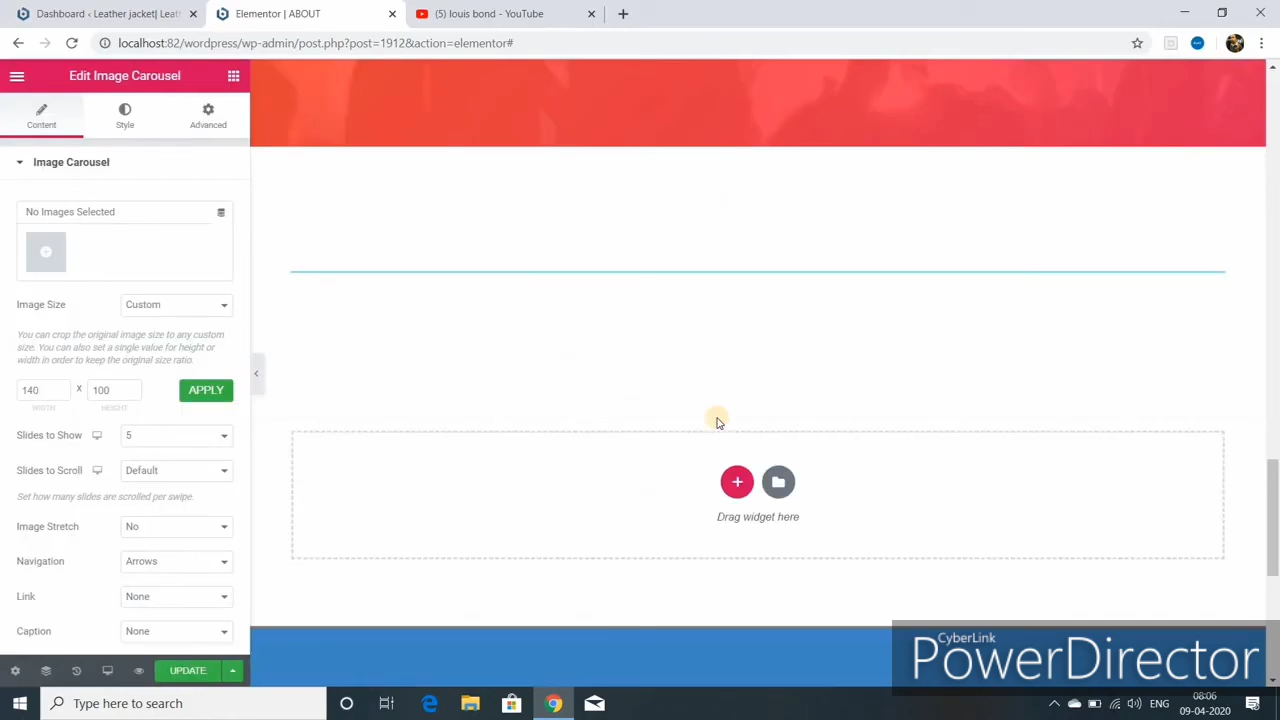 Dashboard < Leather jacket| Leat
Elementor | ABOUT
(5) louis bond - YouTube
localhost:82/wordpress/wp-admin/post.php?post=1912&action=elementor#
Edit Image Carousel
Content
Style
Advanced
Image Carousel
No Images Selected
Image Size
Custom
You can crop the original image size to any custom
size. You can also set a single value for height or
width in order to keep the original size ratio.
140 x 100
APPLY
WIDTH
HEIGHT
Slides to Show
5
Slides to Scroll
Default
Set how many slides are scrolled per swipe.
Image Stretch
No
Navigation
Arrows
Link
None
Caption
None
UPDATE
Drag widget here
CyberLink
PowerDirector
Type here to search
ENG
08:06
09-04-2020